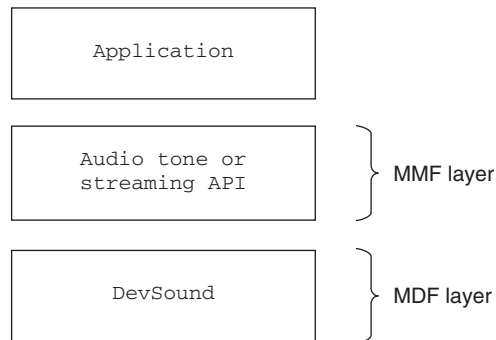 Application
Audio tone or
streaming API
MMF layer
DevSound
MDF layer